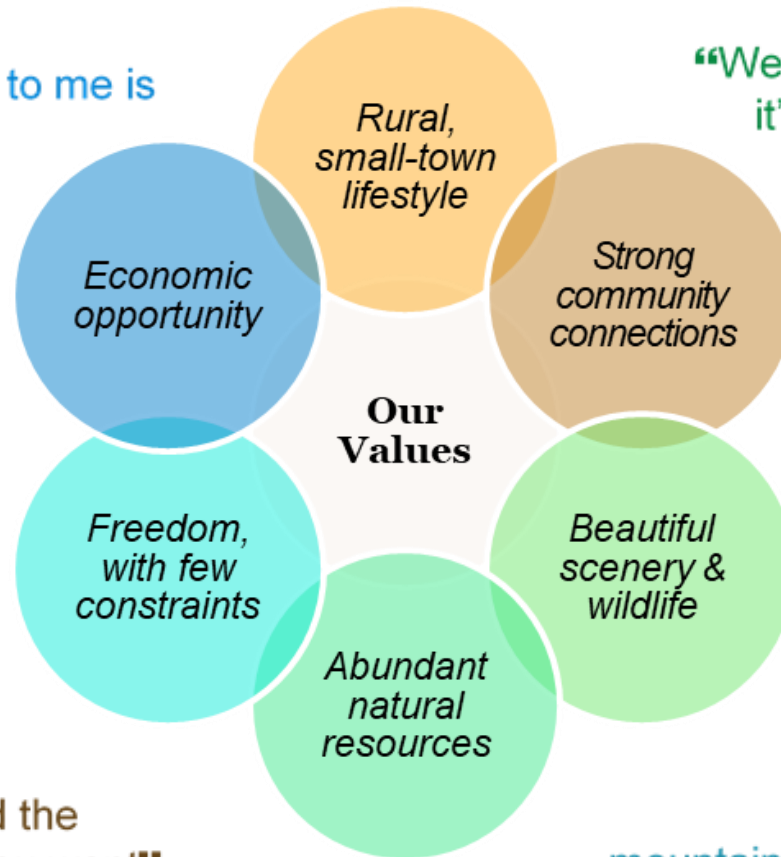 to me is
“We
it’
Rural,
small-town
lifestyle
Economic
opportunity
Strong
community
connections
Our
Values
Freedom,
with few
constraints
Beautiful
scenery &
wildlife
Abundant
natural
resources
the
mountain